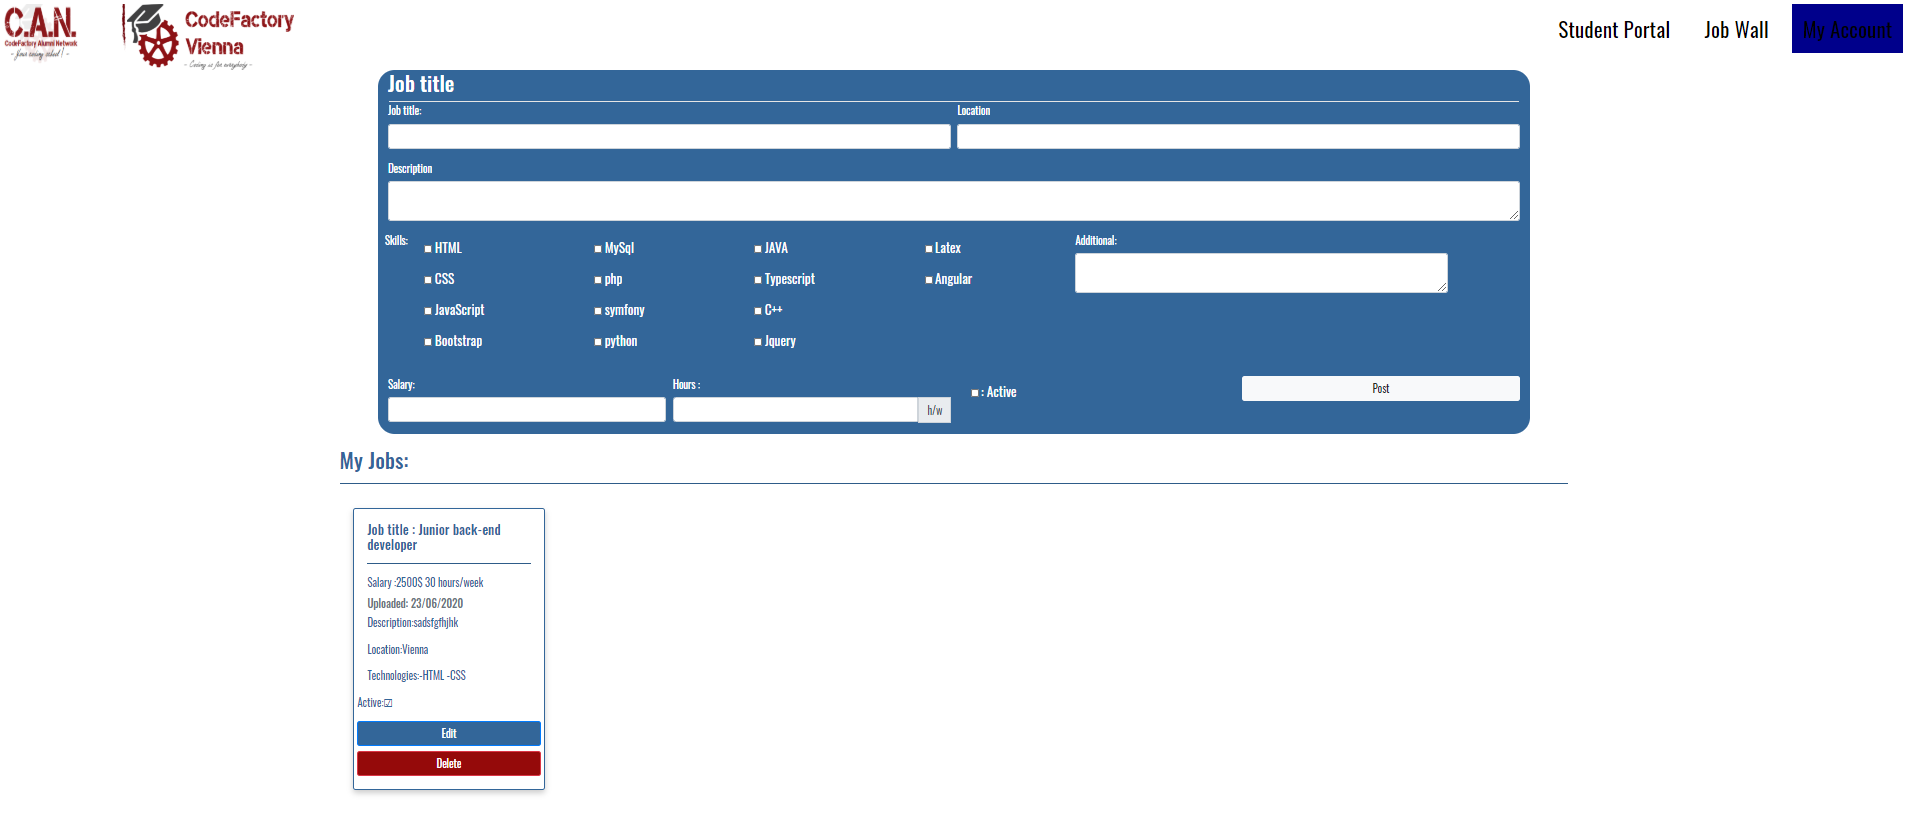 C.A.N.
CodeFactory Alumni Network
CodeFactory
Vienna
- Coding is for everybody -
Student Portal
Job Wall
My Account
Job title
Job title:
Location
Description
Skills:
HTML
MySql
JAVA
Latex
Additional:
CSS
php
Typescript
Angular
JavaScript
symfony
C++
Bootstrap
python
Jquery
Salary:
Hours :
: Active
Post
h/w
My Jobs:
Job title : Junior back-end
developer
Salary :2500$ 30 hours/week
Uploaded: 23/06/2020
Description:sadsfgfhjhk
Location:Vienna
Technologies:-HTML -CSS
Active:☑
Edit
Delete